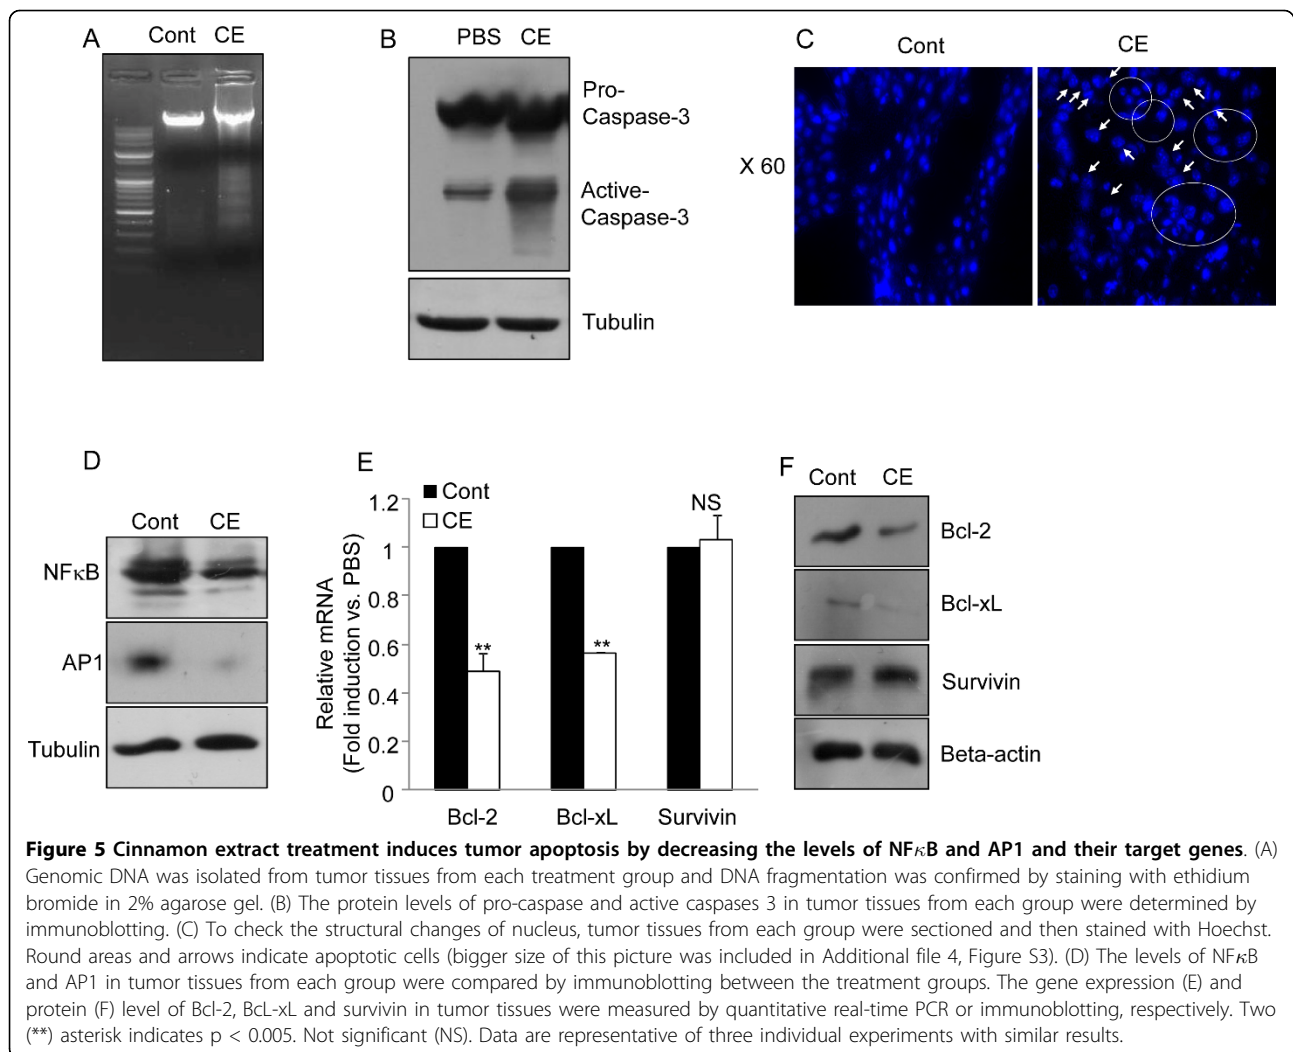 A
Cont CE
B
PBS CE
Pro-
Caspase-3
Active-
Caspase-3
Tubulin
C
Cont
CE
X 60
D
Cont CE
NFκB
AP1
Tubulin
E
Cont
CE
Relative mRNA
(Fold induction vs. PBS)
1.2
1
0.8
0.6
0.4
0.2
0
**
**
NS
Bcl-2 Bcl-xL Survivin
F
Cont CE
Bcl-2
Bcl-xL
Survivin
Beta-actin
Figure 5 Cinnamon extract treatment induces tumor apoptosis by decreasing the levels of NFκB and AP1 and their target genes. (A)
Genomic DNA was isolated from tumor tissues from each treatment group and DNA fragmentation was confirmed by staining with ethidium
bromide in 2% agarose gel. (B) The protein levels of pro-caspase and active caspases 3 in tumor tissues from each group were determined by
immunoblotting. (C) To check the structural changes of nucleus, tumor tissues from each group were sectioned and then stained with Hoechst.
Round areas and arrows indicate apoptotic cells (bigger size of this picture was included in Additional file 4, Figure S3). (D) The levels of NFκB
and AP1 in tumor tissues from each group were compared by immunoblotting between the treatment groups. The gene expression (E) and
protein (F) level of Bcl-2, BcL-xL and survivin in tumor tissues were measured by quantitative real-time PCR or immunoblotting, respectively. Two
(**) asterisk indicates p < 0.005. Not significant (NS). Data are representative of three individual experiments with similar results.